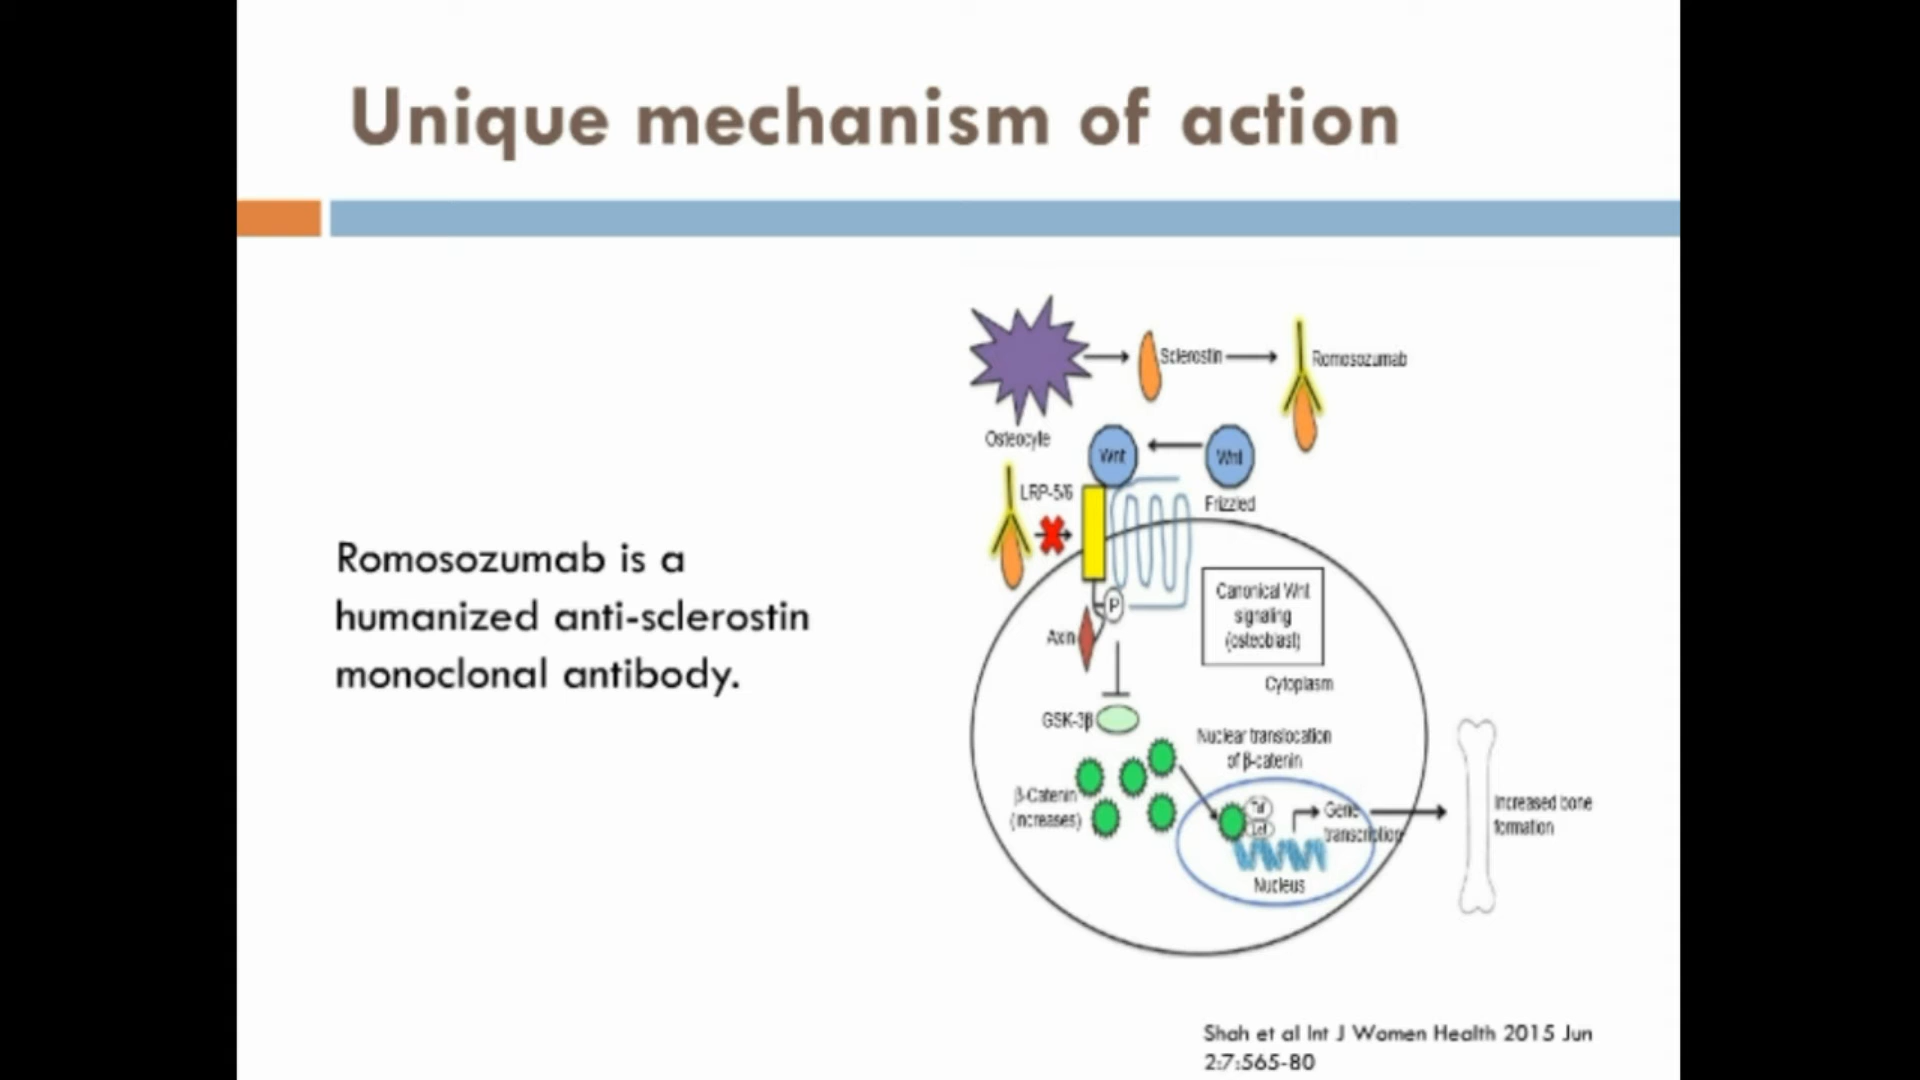 Unique mechanism of action
Romosozumab is a
humanized anti-sclerostin
monoclonal antibody.
Sclerostin
Romosozumab
Osteocyte
Wnt
Wnt
LRP-5/6
Frizzled
P
Canonical Wnt
signaling
(osteoblast)
Axin
Cytoplasm
GSK-3β
Nuclear translocation
of β-catenin
β-Catenin
(increases)
Tcf
Lef
Gene
transcription
Nucleus
Increased bone
formation
Shah et al Int J Women Health 2015 Jun
2:7:565-80